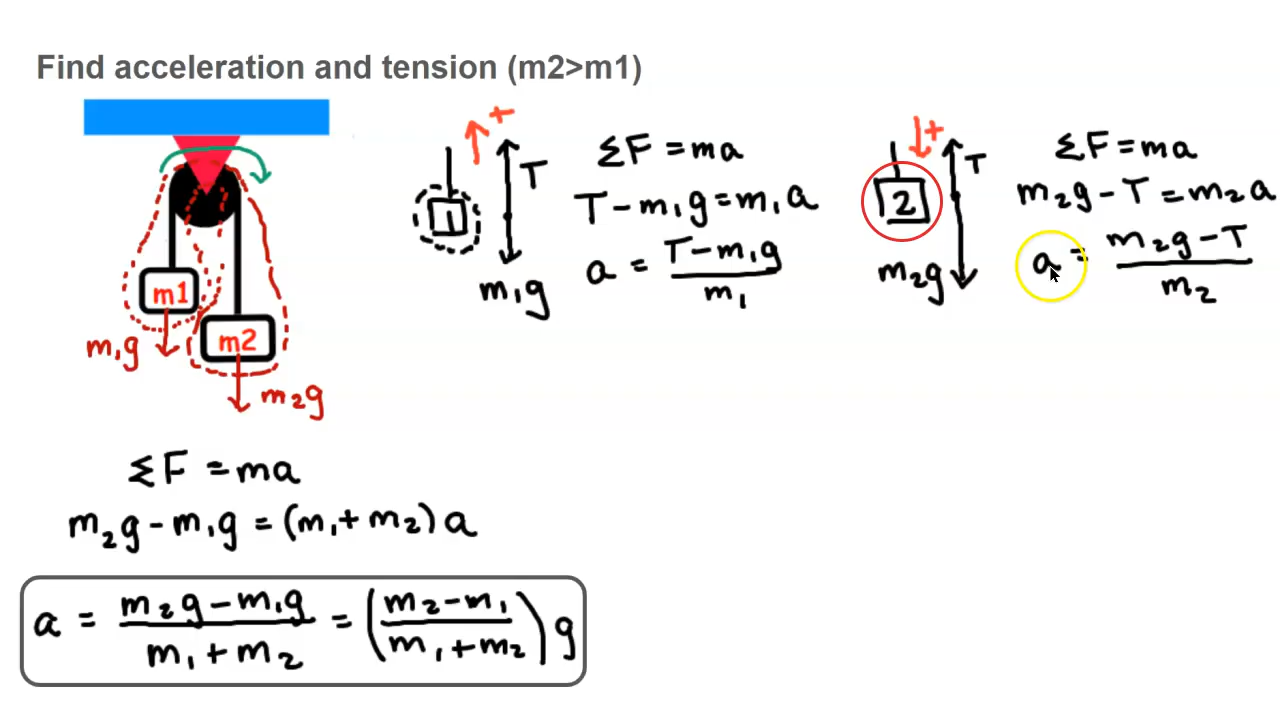 Find acceleration and tension (m2>m1)
m1
m2
m₁g
m₂g
ΣF = ma
m₂g - m₁g = (m₁ + m₂) a
a = (m₂g - m₁g)/(m₁ + m₂) = ((m₂ - m₁)/(m₁ + m₂)) g
+
1
T
m₁g
ΣF = ma
T - m₁g = m₁a
a = (T - m₁g)/m₁
+
2
T
m₂g
ΣF = ma
m₂g - T = m₂a
a = (m₂g - T)/m₂